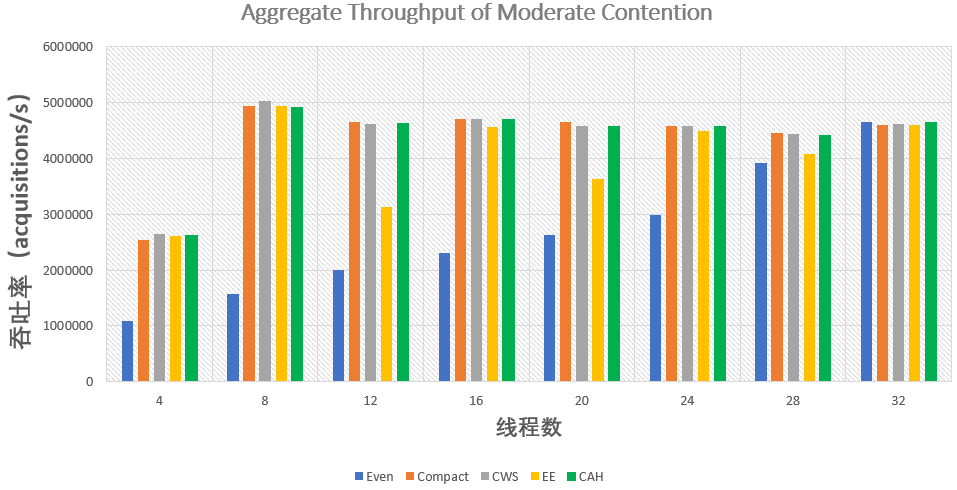 Aggregate Throughput of Moderate Contention
吞吐率（acquisitions/s）
6000000
5000000
4000000
3000000
2000000
1000000
0
4 8 12 16 20 24 28 32
线程数
Even Compact CWS EE CAH